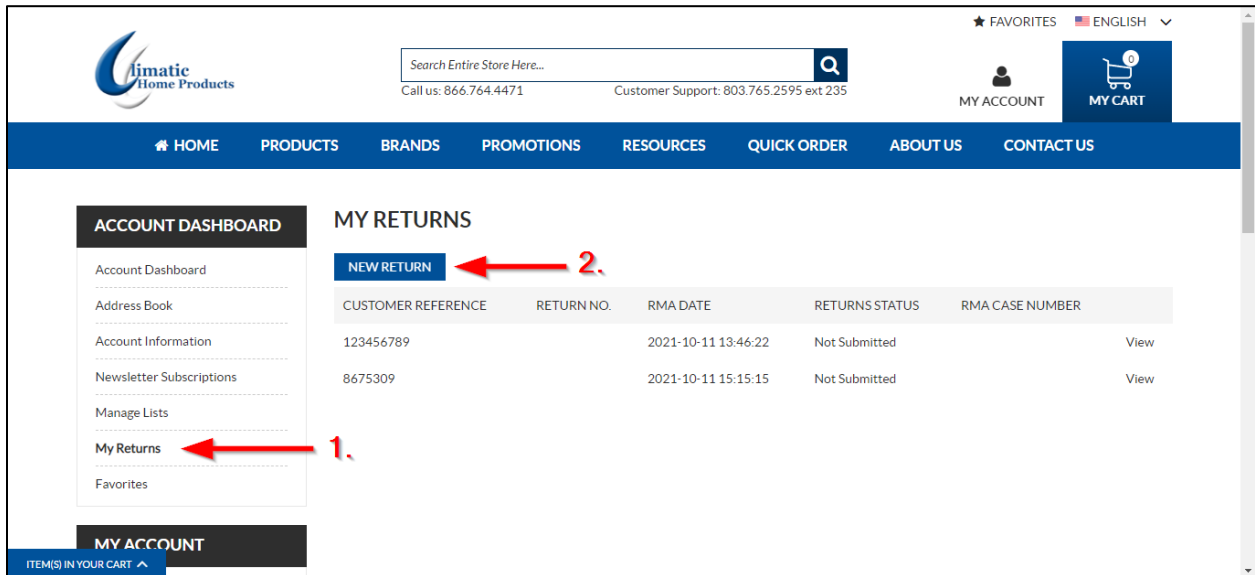 ★ FAVORITES ENGLISH
Climatic
Home Products
Search Entire Store Here...
Call us: 866.764.4471 Customer Support: 803.765.2595 ext 235
MY ACCOUNT
0
MY CART
HOME PRODUCTS BRANDS PROMOTIONS RESOURCES QUICK ORDER ABOUT US CONTACT US
ACCOUNT DASHBOARD
Account Dashboard
Address Book
Account Information
Newsletter Subscriptions
Manage Lists
My Returns
1.
Favorites
MY ACCOUNT
ITEM(S) IN YOUR CART
MY RETURNS
NEW RETURN
2.
CUSTOMER REFERENCE RETURN NO. RMA DATE RETURNS STATUS RMA CASE NUMBER
123456789 2021-10-11 13:46:22 Not Submitted View
8675309 2021-10-11 15:15:15 Not Submitted View